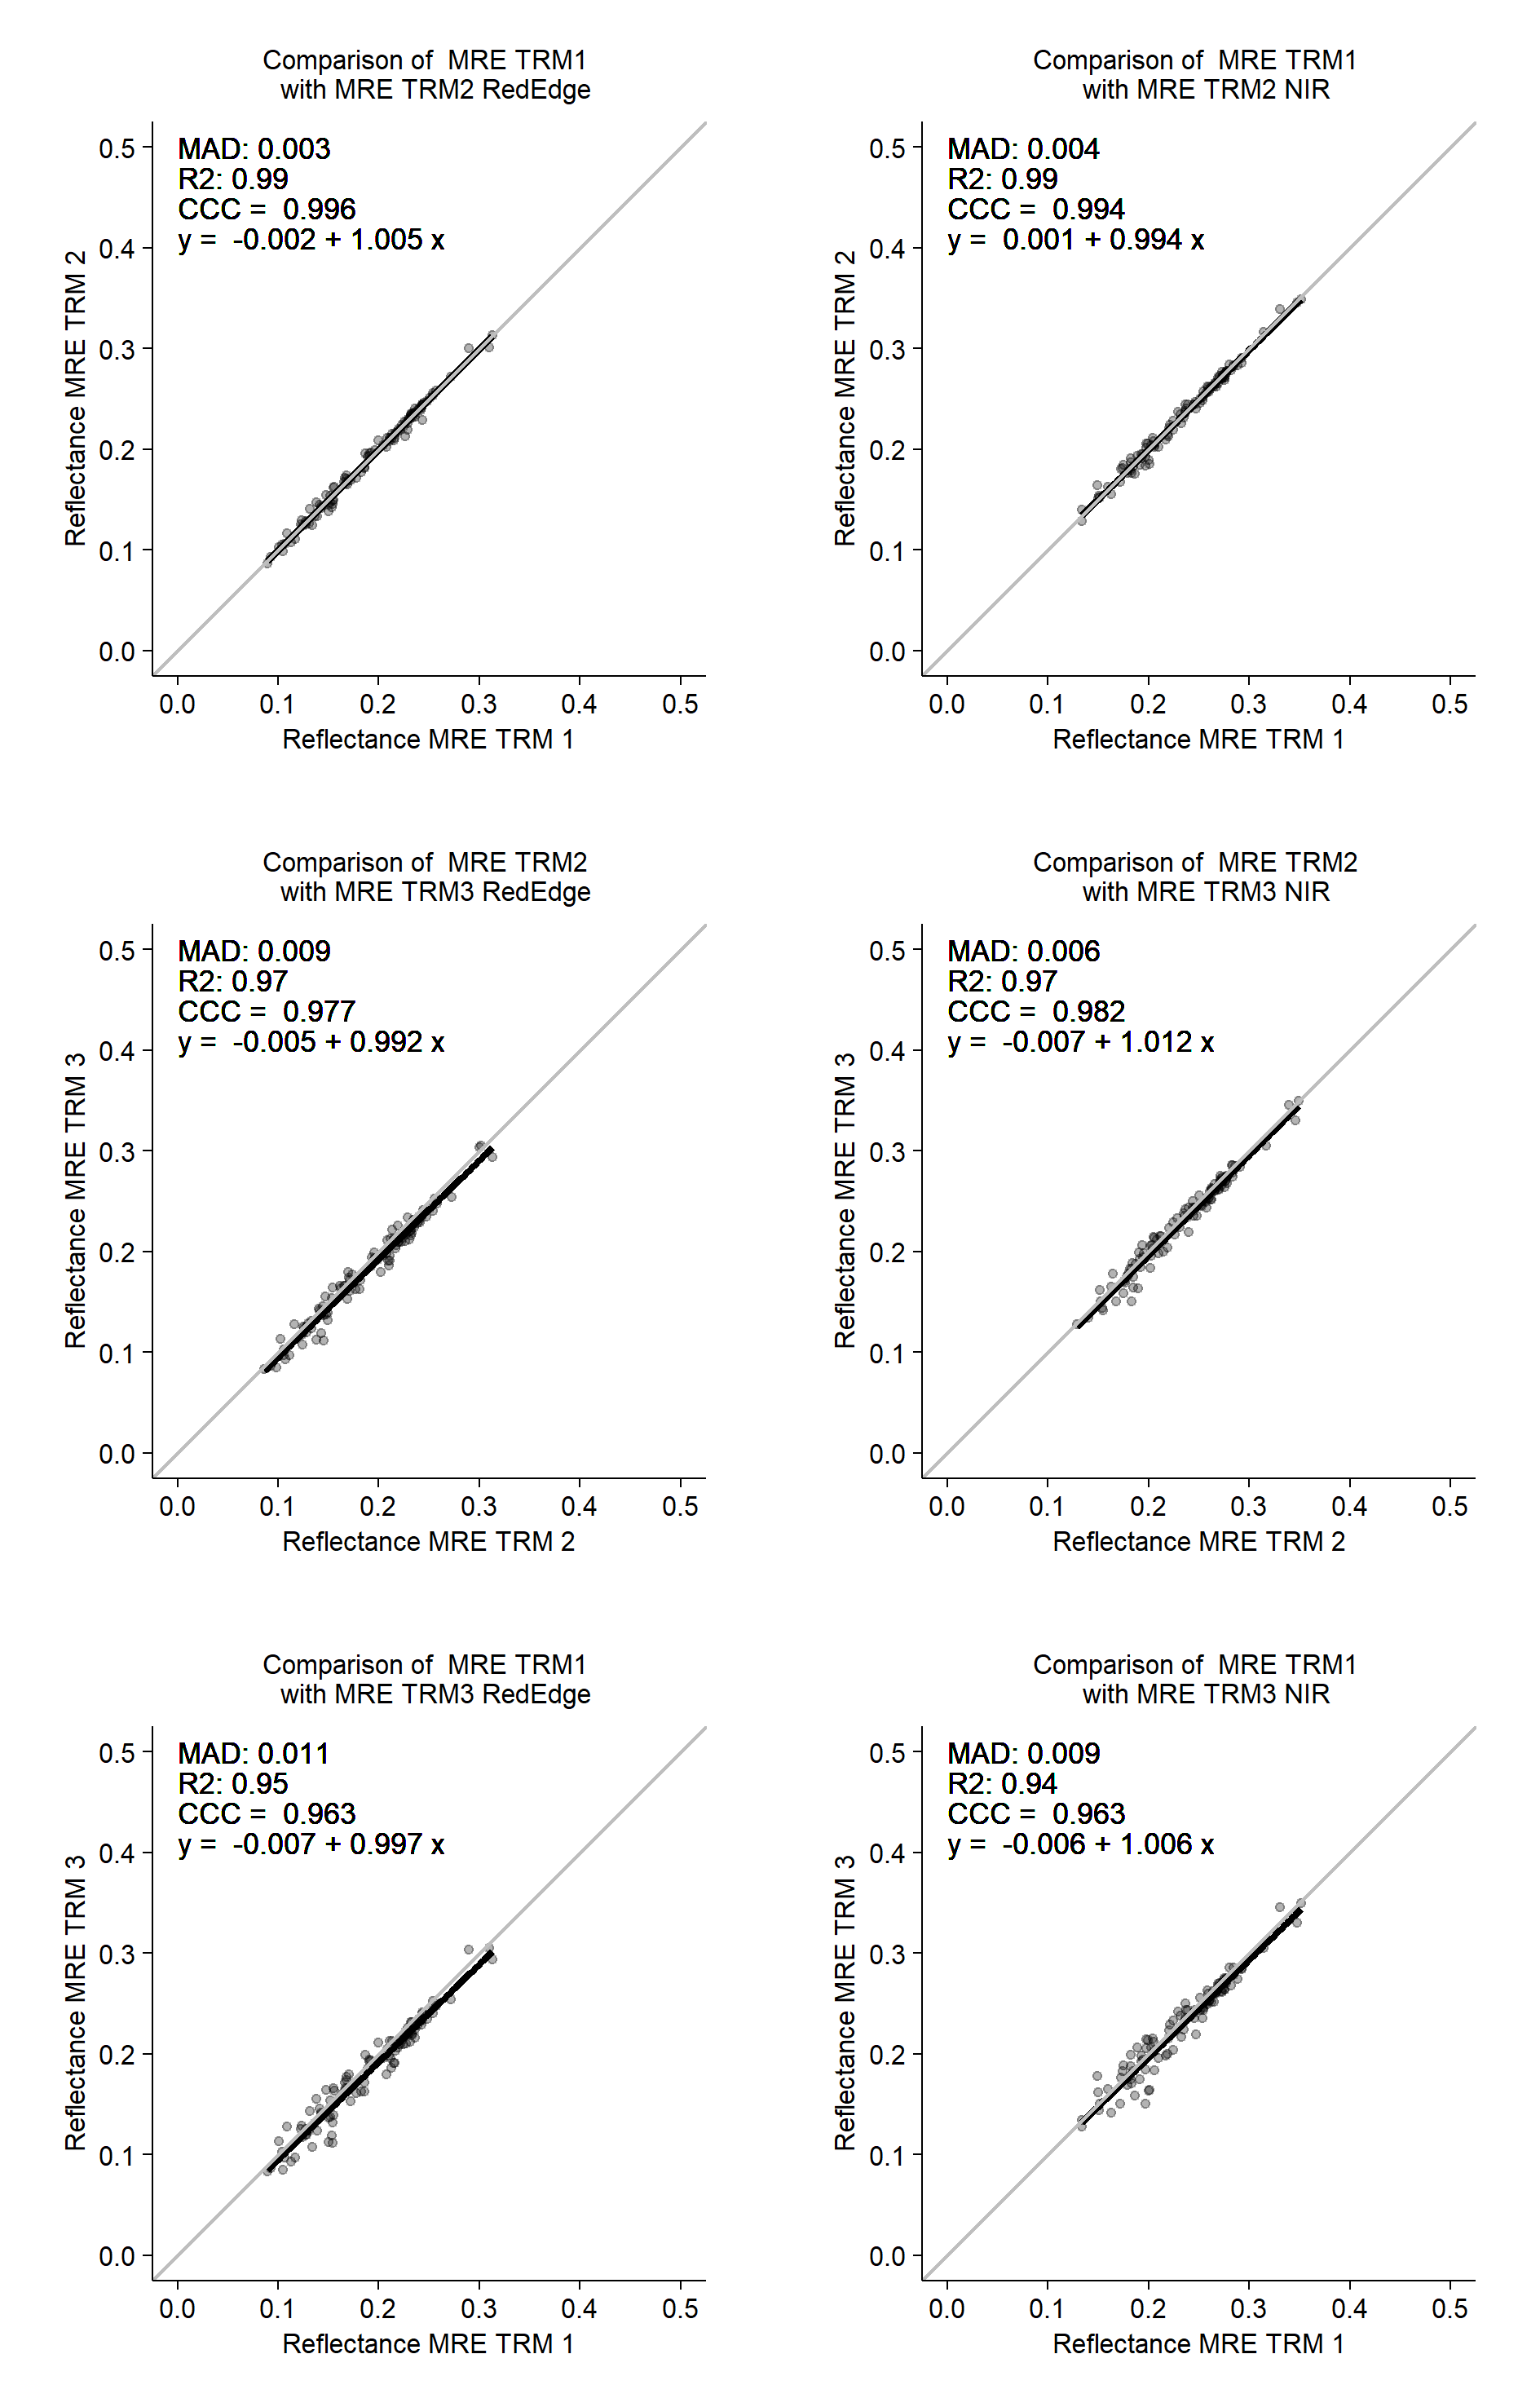 Comparison of  MRE TRM1
with MRE TRM2 RedEdge
MAD: 0.003
R2: 0.99
CCC =  0.996
y =  -0.002 + 1.005 x
Reflectance MRE TRM 2
0.5
0.4
0.3
0.2
0.1
0.0
0.0 0.1 0.2 0.3 0.4 0.5
Reflectance MRE TRM 1
Comparison of  MRE TRM1
with MRE TRM2 NIR
MAD: 0.004
R2: 0.99
CCC =  0.994
y =  0.001 + 0.994 x
Reflectance MRE TRM 2
0.5
0.4
0.3
0.2
0.1
0.0
0.0 0.1 0.2 0.3 0.4 0.5
Reflectance MRE TRM 1
Comparison of  MRE TRM2
with MRE TRM3 RedEdge
MAD: 0.009
R2: 0.97
CCC =  0.977
y =  -0.005 + 0.992 x
Reflectance MRE TRM 3
0.5
0.4
0.3
0.2
0.1
0.0
0.0 0.1 0.2 0.3 0.4 0.5
Reflectance MRE TRM 2
Comparison of  MRE TRM2
with MRE TRM3 NIR
MAD: 0.006
R2: 0.97
CCC =  0.982
y =  -0.007 + 1.012 x
Reflectance MRE TRM 3
0.5
0.4
0.3
0.2
0.1
0.0
0.0 0.1 0.2 0.3 0.4 0.5
Reflectance MRE TRM 2
Comparison of  MRE TRM1
with MRE TRM3 RedEdge
MAD: 0.011
R2: 0.95
CCC =  0.963
y =  -0.007 + 0.997 x
Reflectance MRE TRM 3
0.5
0.4
0.3
0.2
0.1
0.0
0.0 0.1 0.2 0.3 0.4 0.5
Reflectance MRE TRM 1
Comparison of  MRE TRM1
with MRE TRM3 NIR
MAD: 0.009
R2: 0.94
CCC =  0.963
y =  -0.006 + 1.006 x
Reflectance MRE TRM 3
0.5
0.4
0.3
0.2
0.1
0.0
0.0 0.1 0.2 0.3 0.4 0.5
Reflectance MRE TRM 1